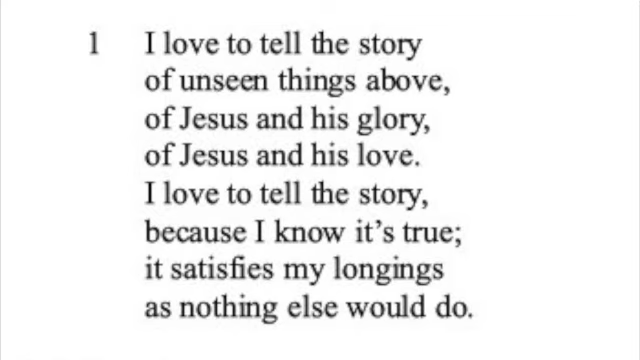 1 I love to tell the story
of unseen things above,
of Jesus and his glory,
of Jesus and his love.
I love to tell the story,
because I know it’s true;
it satisfies my longings
as nothing else would do.